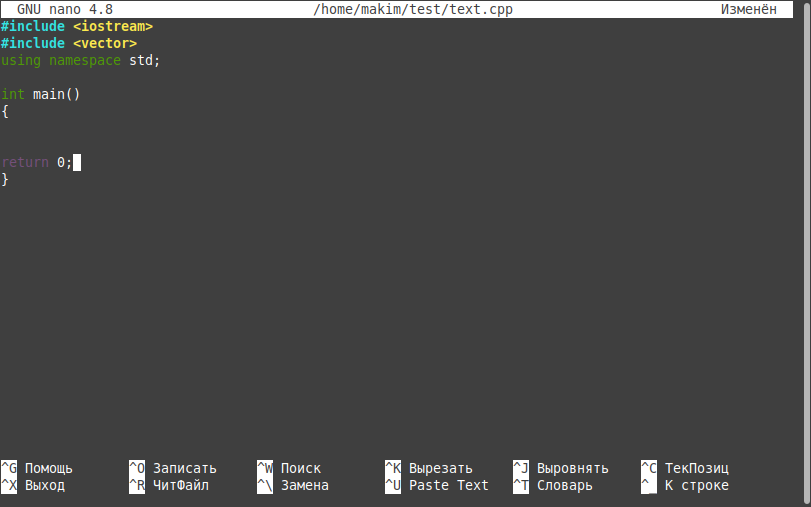 GNU nano 4.8 /home/makim/test/text.cpp Изменён
#include <iostream>
#include <vector>
using namespace std;
int main()
{
return 0;
}
^G Помощь ^O Записать ^W Поиск ^K Вырезать ^J Выровнять ^C ТекПозиц
^X Выход ^R ЧитФайл ^\ Замена ^U Paste Text ^T Словарь ^_ К строке